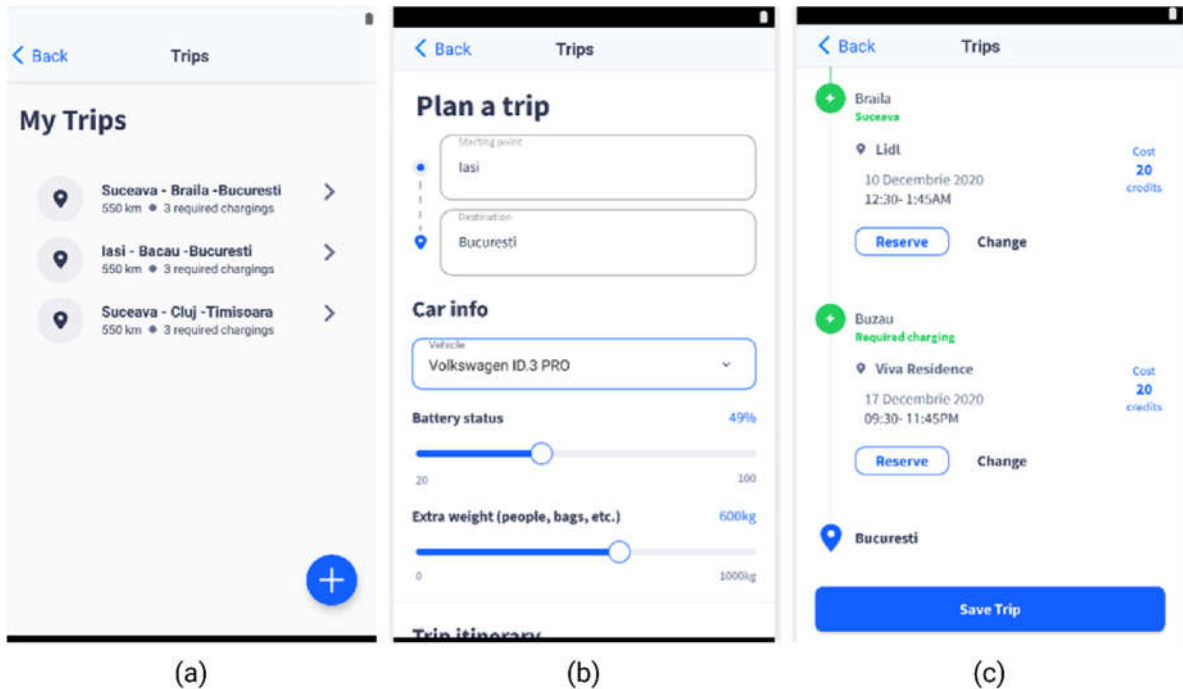 Back
Trips
My Trips
Suceava - Braila -Bucuresti
550 km ● 3 required chargings
Iasi - Bacau -Bucuresti
550 km ● 3 required chargings
Suceava - Cluj -Timisoara
550 km ● 3 required chargings
(a)
Back
Trips
Plan a trip
Starting point
Iasi
Destination
Bucuresti
Car info
Vehicle
Volkswagen ID.3 PRO
Battery status
49%
20
100
Extra weight (people, bags, etc.)
600kg
0
1000kg
Trip itinerary
(b)
Back
Trips
Braila
Suceava
Lidl
10 Decembrie 2020
12:30- 1:45AM
Cost
20
credits
Reserve
Change
Buzau
Required charging
Viva Residence
17 Decembrie 2020
09:30- 11:45PM
Cost
20
credits
Reserve
Change
Bucuresti
Save Trip
(c)